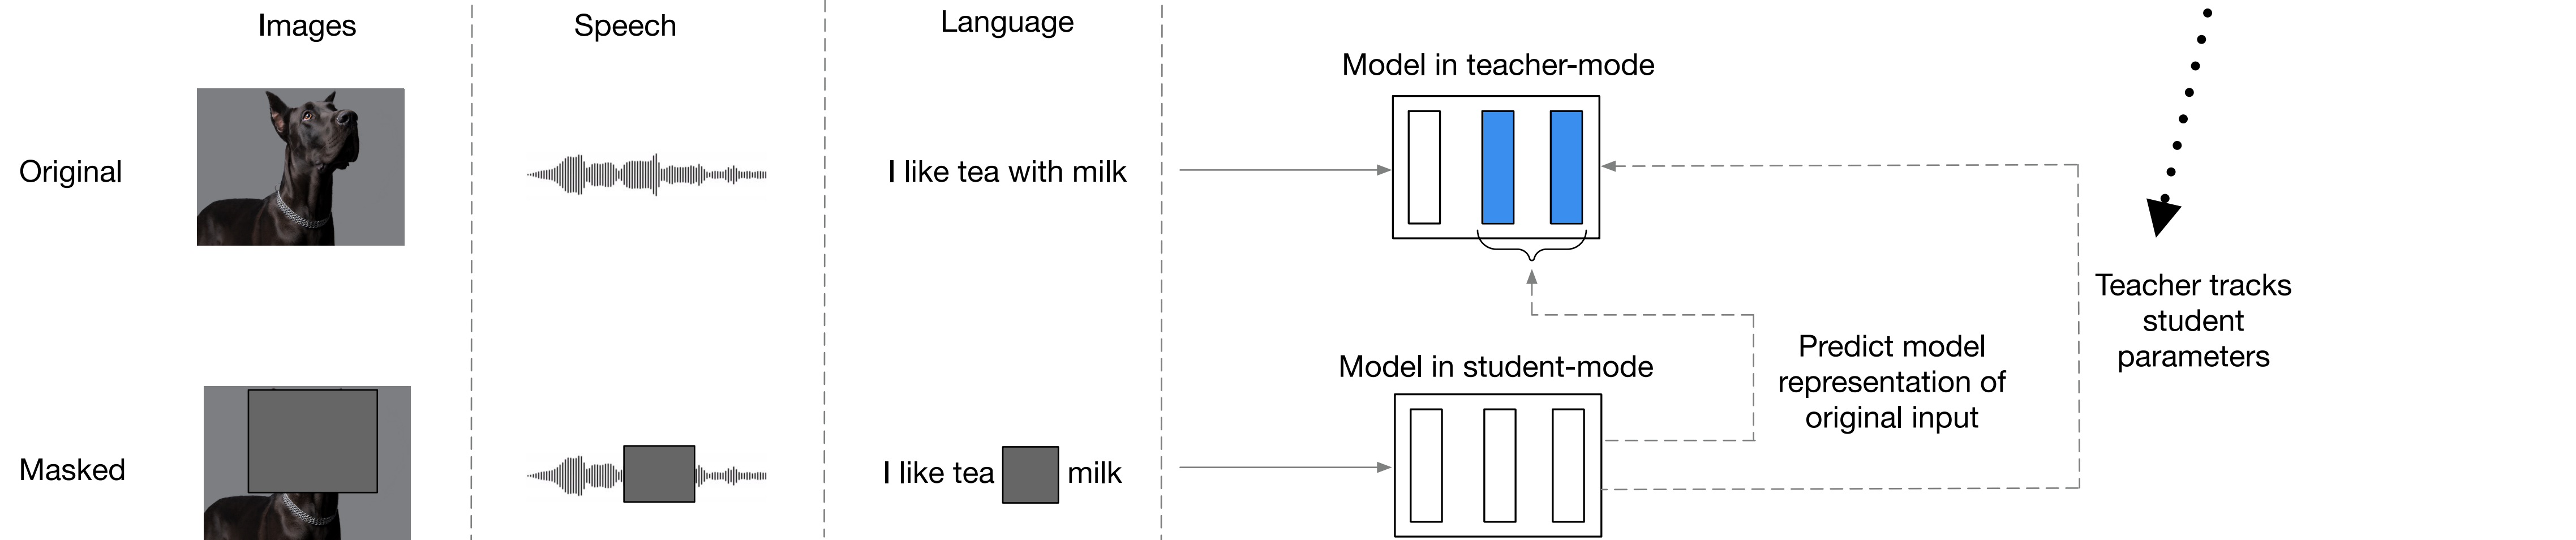 Images
Speech
Language
Model in teacher-mode
Original
I like tea with milk
Teacher tracks
student
parameters
Predict model
representation of
original input
Model in student-mode
Masked
I like tea milk